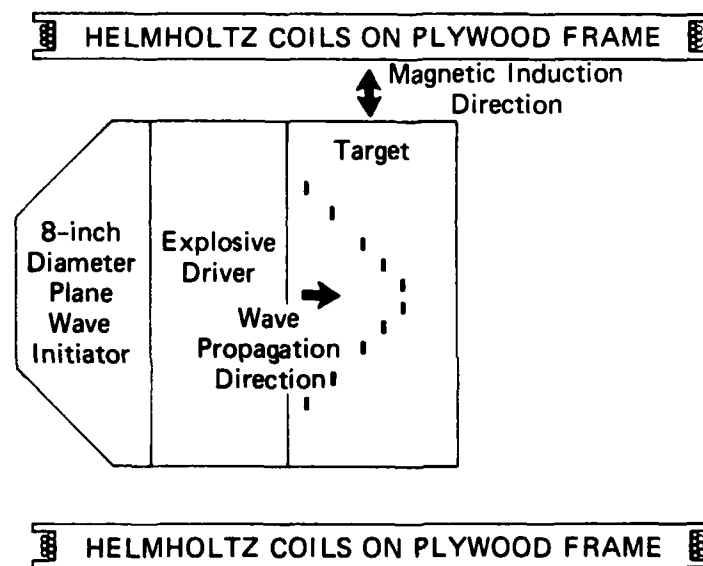 HELMHOLTZ COILS ON PLYWOOD FRAME
Magnetic Induction
Direction
Target
8-inch
Diameter
Plane
Wave
Initiator
Explosive
Driver
Wave
Propagation
Direction
HELMHOLTZ COILS ON PLYWOOD FRAME